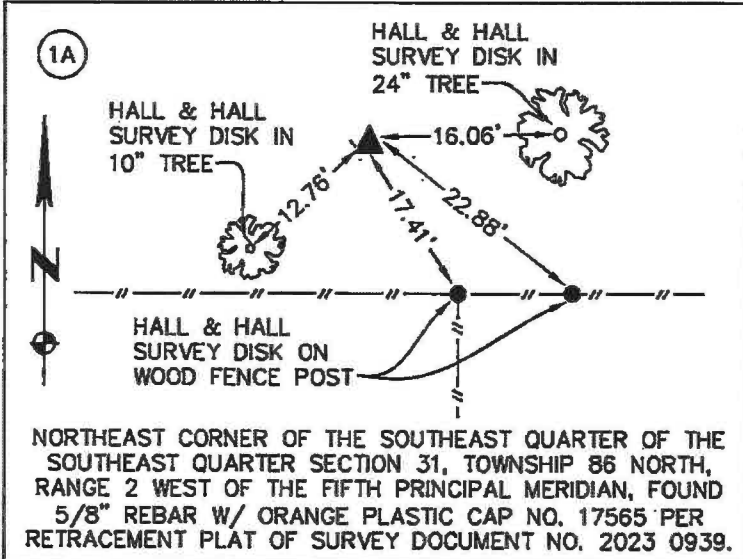 1A
HALL & HALL
SURVEY DISK IN
24" TREE
HALL & HALL
SURVEY DISK IN
10" TREE
16.06'
12.76'
17.41'
22.88'
N
HALL & HALL
SURVEY DISK ON
WOOD FENCE POST
NORTHEAST CORNER OF THE SOUTHEAST QUARTER OF THE
SOUTHEAST QUARTER SECTION 31, TOWNSHIP 86 NORTH,
RANGE 2 WEST OF THE FIFTH PRINCIPAL MERIDIAN, FOUND
5/8" REBAR W/ ORANGE PLASTIC CAP NO. 17565 PER
RETRACEMENT PLAT OF SURVEY DOCUMENT NO. 2023 0939.